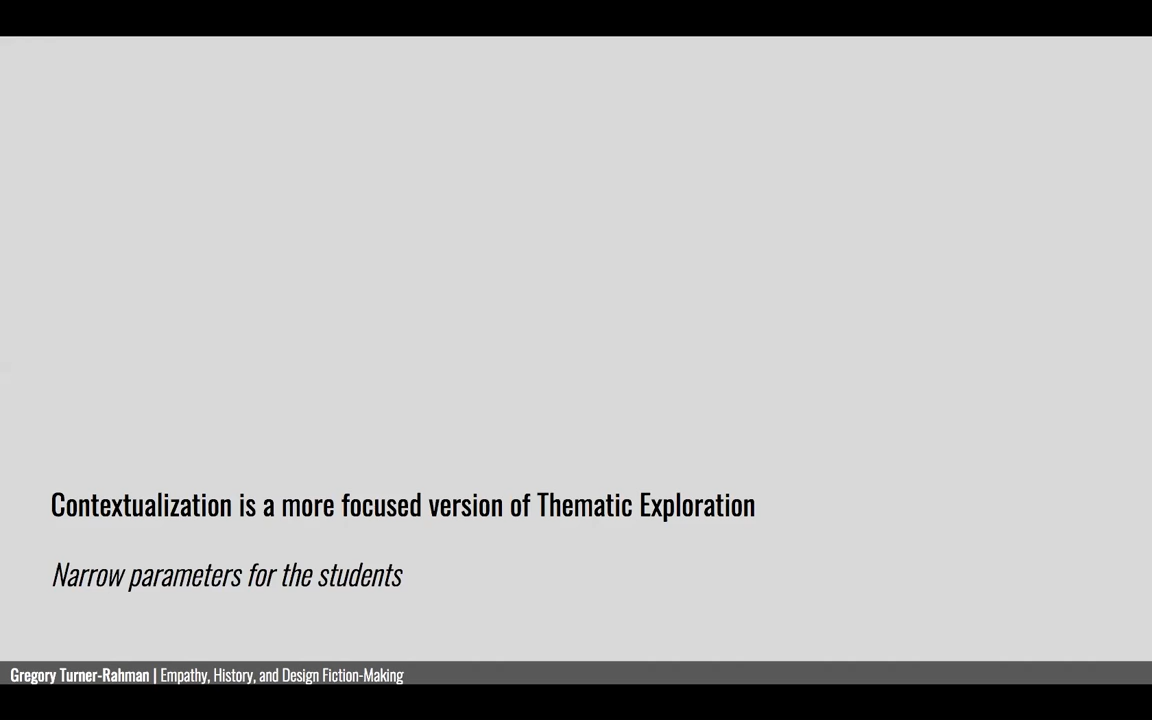 Contextualization is a more focused version of Thematic Exploration
Narrow parameters for the students
Gregory Turner-Rahman | Empathy, History, and Design Fiction-Making